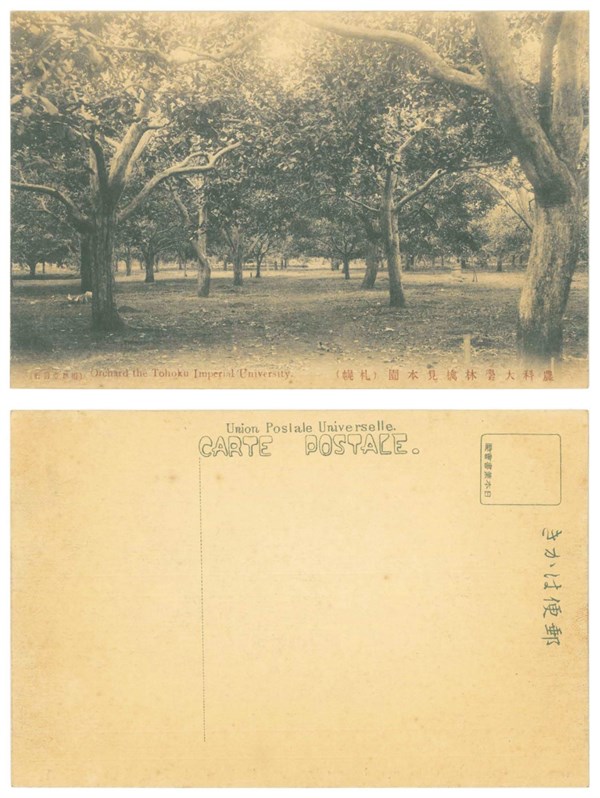 Orchard the Tohoku Imperial University.
農科大學林檎見本園（札幌）
Union Postale Universelle.
CARTE POSTALE.
郵便はかき